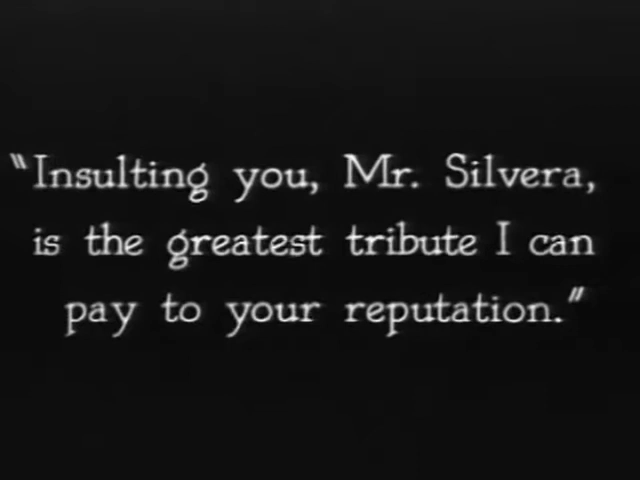 "Insulting you, Mr. Silvera,
is the greatest tribute I can
pay to your reputation."